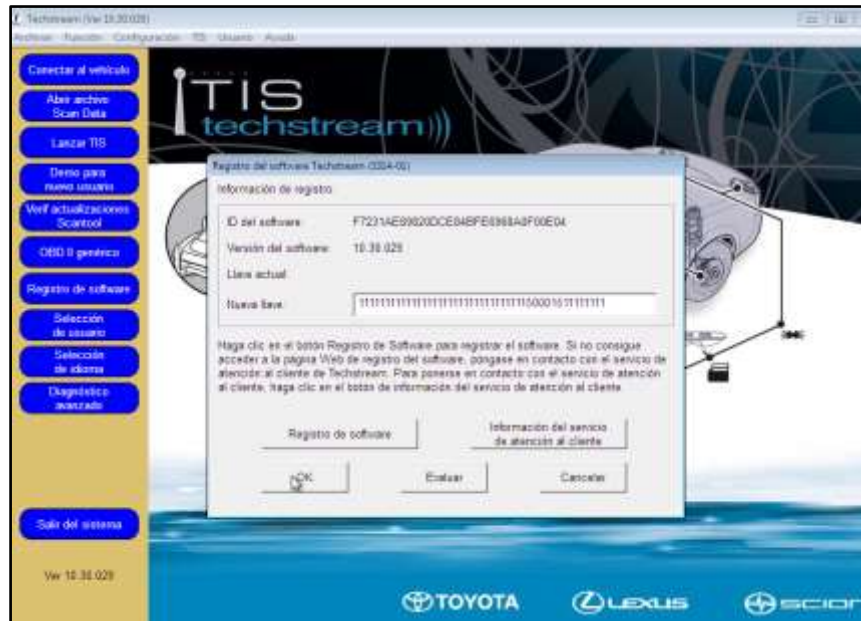 Techstream (Ver 10.30.029)
Archivo Función Configuración TIS Usuario Ayuda
Conectar al vehículo
Abrir archivo
Scan Data
Lanzar TIS
Demo para
nuevo usuario
Verif actualizaciones
Scantool
OBD II genérico
Registro de software
Selección
de usuario
Selección
de idioma
Diagnóstico
avanzado
Salir del sistema
Ver 10.30.029
TIS
techstream
Registro del software Techstream
Información de registro
ID del software:
Versión del software: 10.30.029
Llave actual:
Nueva llave:
Haga clic en el botón Registro de Software para registrar el software. Si no consigue
acceder a la página Web de registro del software, póngase en contacto con el servicio de
atención al cliente de Techstream. Para ponerse en contacto con el servicio de atención
al cliente, haga clic en el botón de información del servicio de atención al cliente.
Registro de software
Información del servicio
de atención al cliente
OK
Evaluar
Cancelar
TOYOTA
LEXUS
SCION